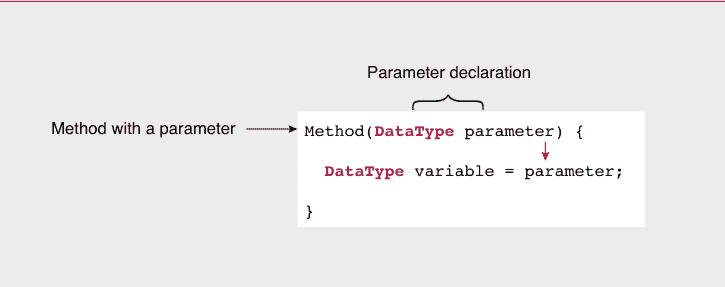 Parameter declaration
Method with a parameter
Method(DataType parameter) {
DataType variable = parameter;
}